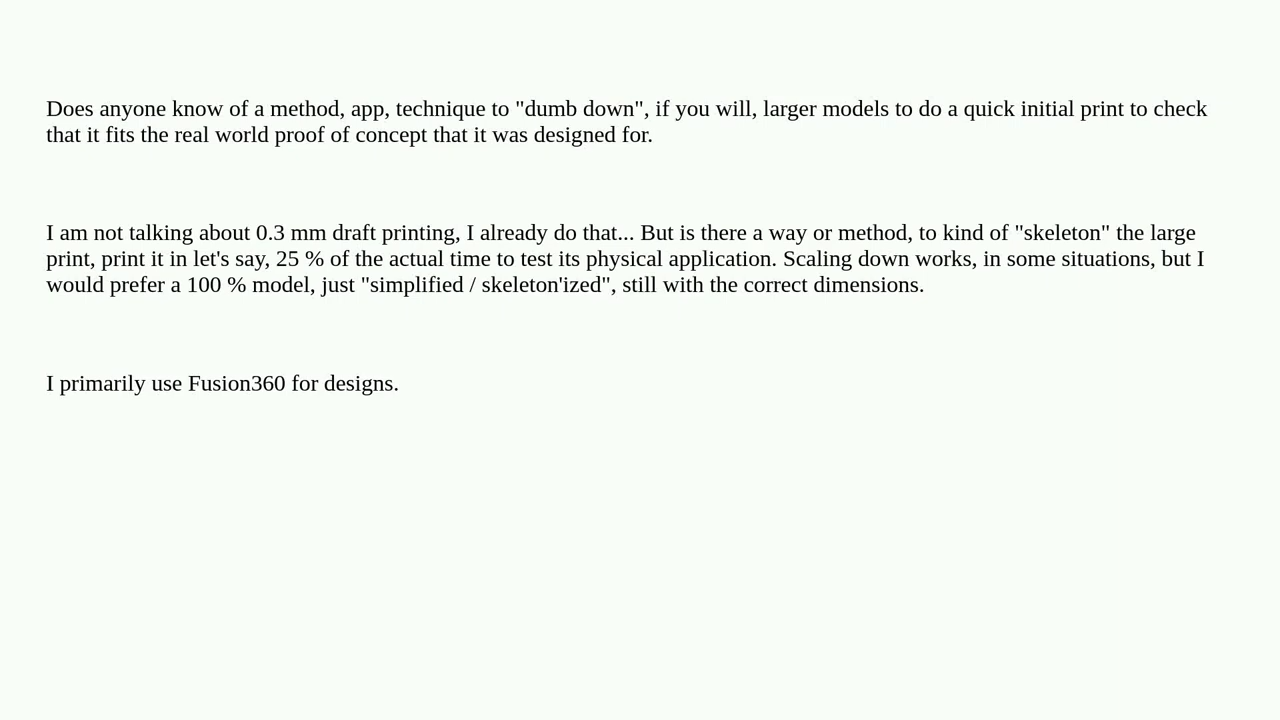 Does anyone know of a method, app, technique to "dumb down", if you will, larger models to do a quick initial print to check
that it fits the real world proof of concept that it was designed for.
I am not talking about 0.3 mm draft printing, I already do that... But is there a way or method, to kind of "skeleton" the large
print, print it in let's say, 25 % of the actual time to test its physical application. Scaling down works, in some situations, but I
would prefer a 100 % model, just "simplified / skeleton'ized", still with the correct dimensions.
I primarily use Fusion360 for designs.